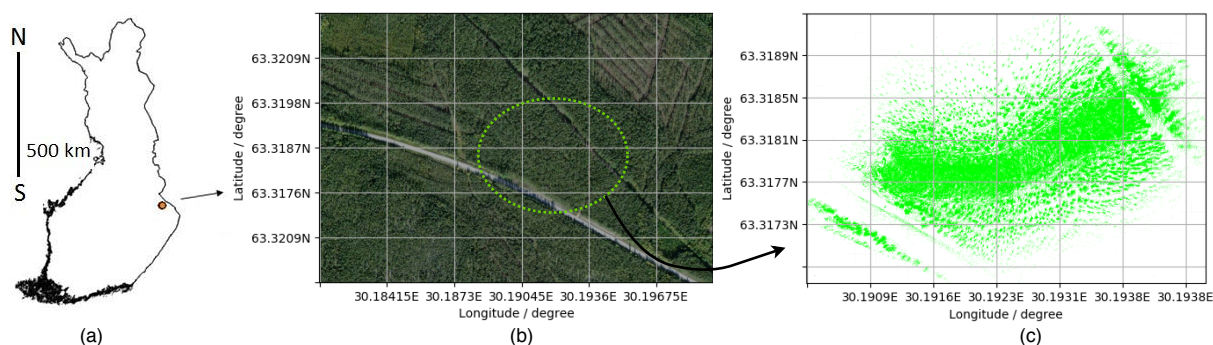 N
500 km
S
63.3209N
63.3198N
63.3187N
63.3176N
63.3209N
Latitude / degree
30.18415E 30.1873E 30.19045E 30.1936E 30.19675E
Longitude / degree
63.3189N
63.3185N
63.3181N
63.3177N
63.3173N
Latitude / degree
30.1909E 30.1916E 30.1923E 30.1931E 30.1938E 30.1938E
Longitude / degree
(a)
(b)
(c)